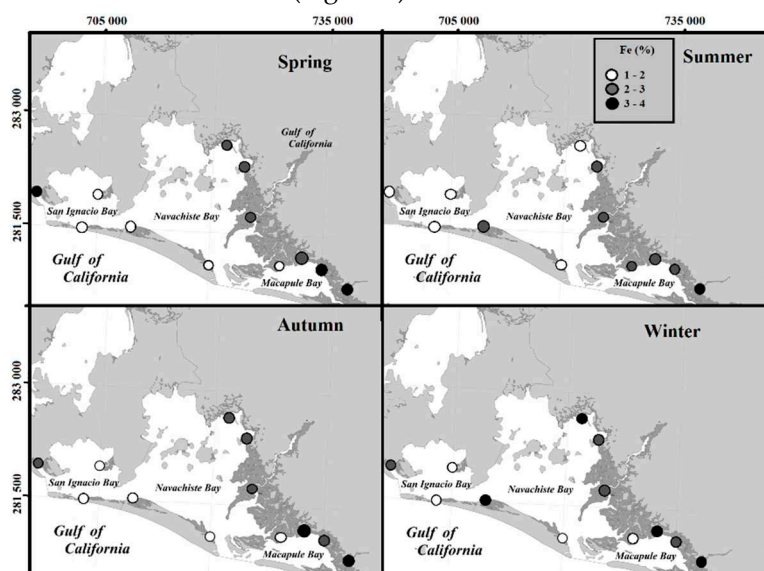 705 000 735 000 735 000
705 000
Spring
Fe (%)
1 - 2
2 - 3
3 - 4
Summer
283 000
Gulf of
California
San Ignacio Bay
Navachiste Bay
281 500
Gulf of
California
Macapule Bay
San Ignacio Bay
Navachiste Bay
Gulf of
California
Macapule Bay
Autumn
Winter
283 000
San Ignacio Bay
Navachiste Bay
281 500
Gulf of
California
Macapule Bay
San Ignacio Bay
Navachiste Bay
Gulf of
California
Macapule Bay